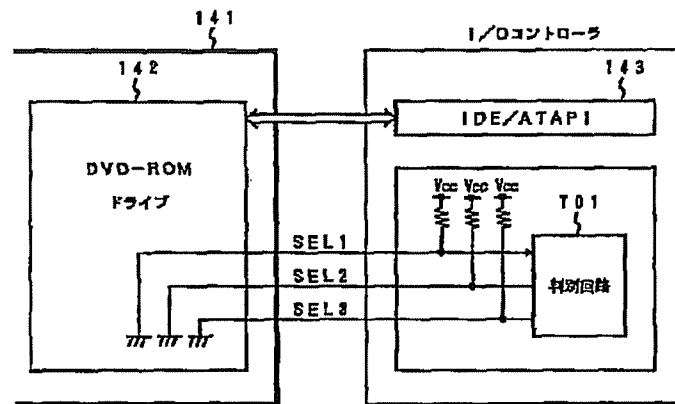 141
I/Oコントローラ
142
143
IDE/ATAPI
DVD-ROM
ドライブ
Vcc Vcc Vcc
T01
SEL1
SEL2
SEL3
判別回路